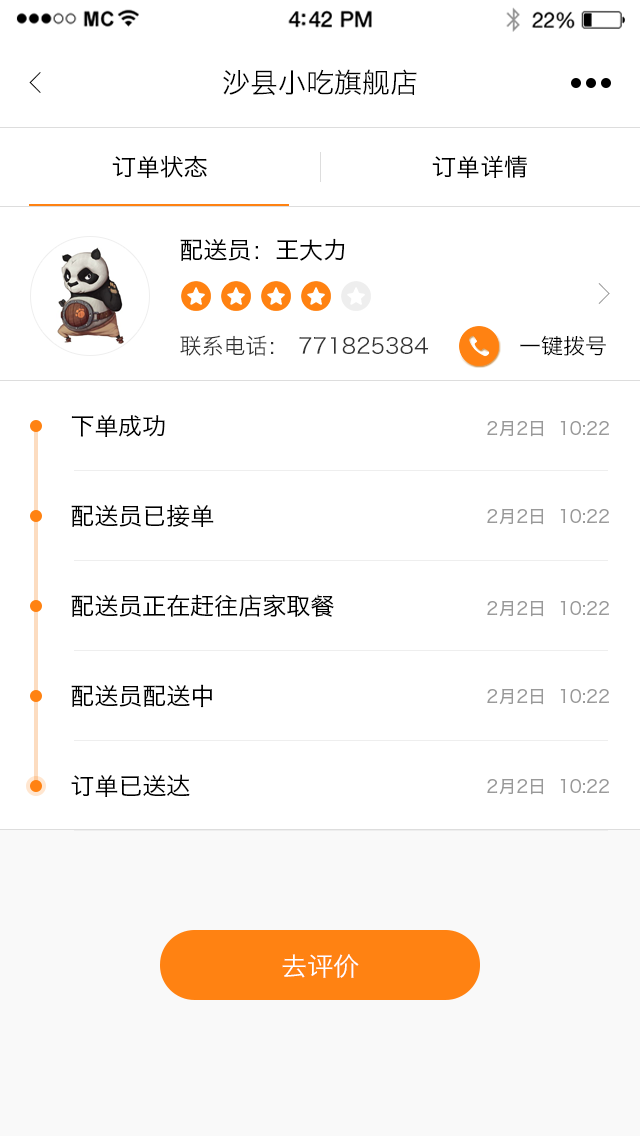 MC 4:42 PM 22%
沙县小吃旗舰店
订单状态 订单详情
配送员：王大力
联系电话： 771825384 一键拨号
下单成功 2月2日 10:22
配送员已接单 2月2日 10:22
配送员正在赶往店家取餐 2月2日 10:22
配送员配送中 2月2日 10:22
订单已送达 2月2日 10:22
去评价